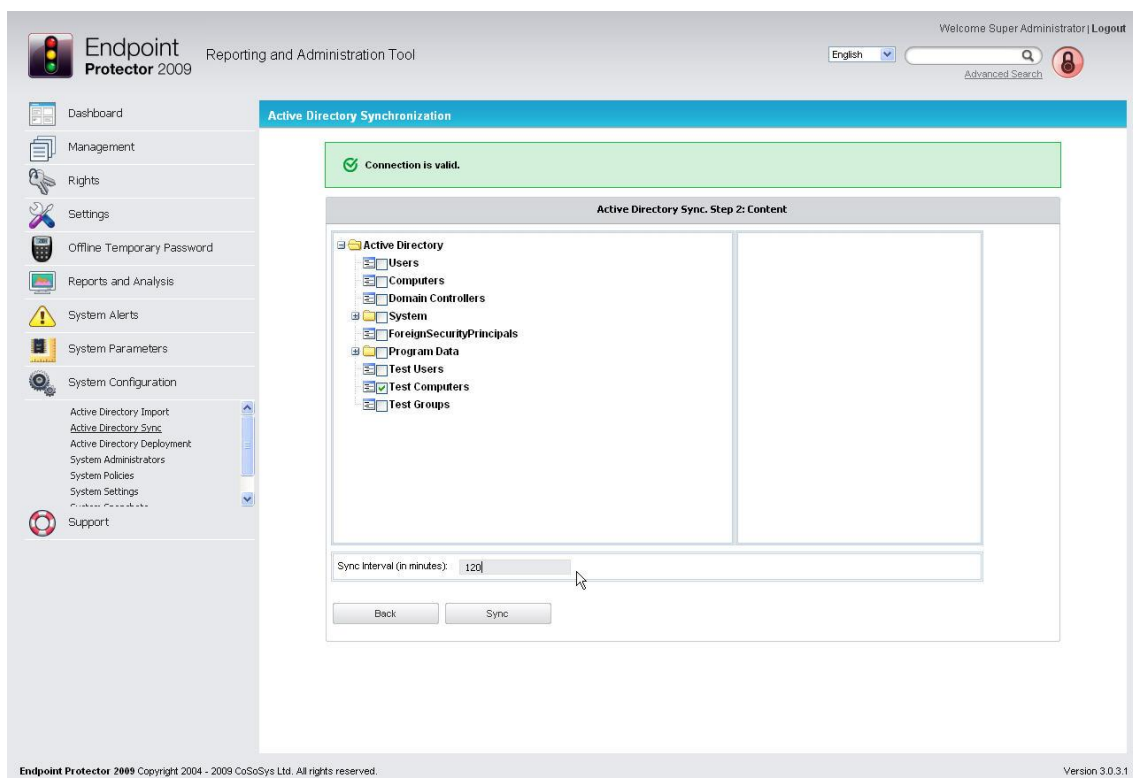 Welcome Super Administrator | Logout
Endpoint
Protector 2009
Reporting and Administration Tool
English
Advanced Search
Dashboard
Management
Rights
Settings
Offline Temporary Password
Reports and Analysis
System Alerts
System Parameters
System Configuration
Active Directory Import
Active Directory Sync
Active Directory Deployment
System Administrators
System Policies
System Settings
Support
Active Directory Synchronization
Connection is valid.
Active Directory Sync. Step 2: Content
Active Directory
Users
Computers
Domain Controllers
System
ForeignSecurityPrincipals
Program Data
Test Users
Test Computers
Test Groups
Sync Interval (in minutes): 120
Back Sync
Endpoint Protector 2009 Copyright 2004 - 2009 CoSoSys Ltd. All rights reserved.
Version 3.0.3.1